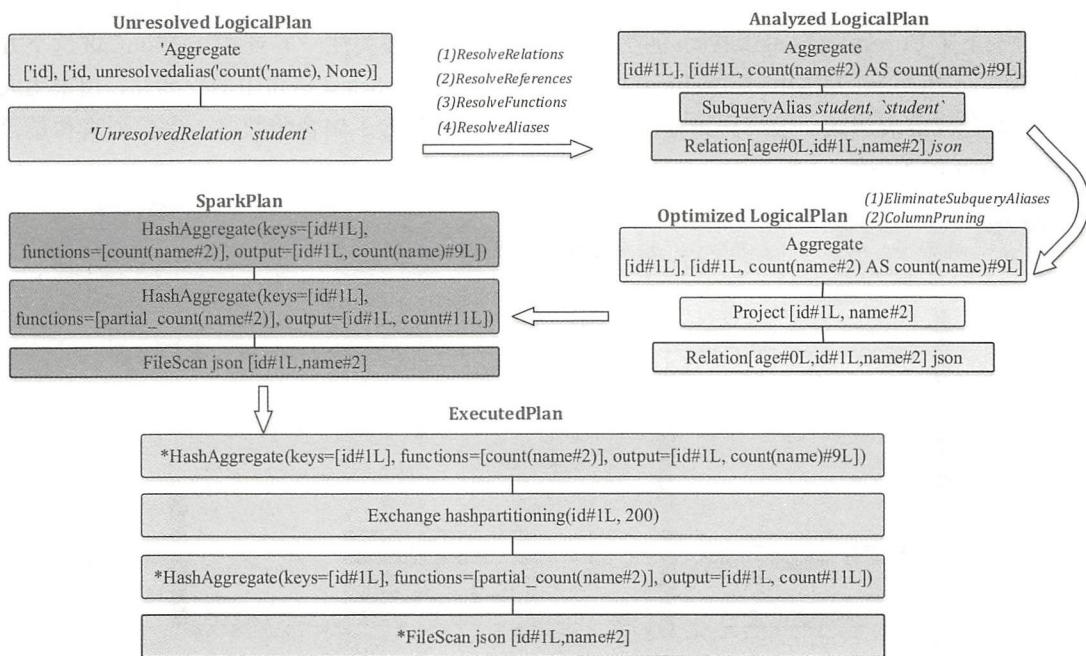 Unresolved LogicalPlan
'Aggregate
['id], ['id, unresolvedalias('count('name), None)]
'UnresolvedRelation `student`
(1)ResolveRelations
(2)ResolveReferences
(3)ResolveFunctions
(4)ResolveAliases
Analyzed LogicalPlan
Aggregate
[id#1L], [id#1L, count(name#2) AS count(name)#9L]
SubqueryAlias student, `student`
Relation[age#0L,id#1L,name#2] json
(1)EliminateSubqueryAliases
(2)ColumnPruning
Optimized LogicalPlan
Aggregate
[id#1L], [id#1L, count(name#2) AS count(name)#9L]
Project [id#1L, name#2]
Relation[age#0L,id#1L,name#2] json
SparkPlan
HashAggregate(keys=[id#1L],
functions=[count(name#2)], output=[id#1L, count(name)#9L])
HashAggregate(keys=[id#1L],
functions=[partial_count(name#2)], output=[id#1L, count#11L])
FileScan json [id#1L,name#2]
ExecutedPlan
*HashAggregate(keys=[id#1L], functions=[count(name#2)], output=[id#1L, count(name)#9L])
Exchange hashpartitioning(id#1L, 200)
*HashAggregate(keys=[id#1L], functions=[partial_count(name#2)], output=[id#1L, count#11L])
*FileScan json [id#1L,name#2]